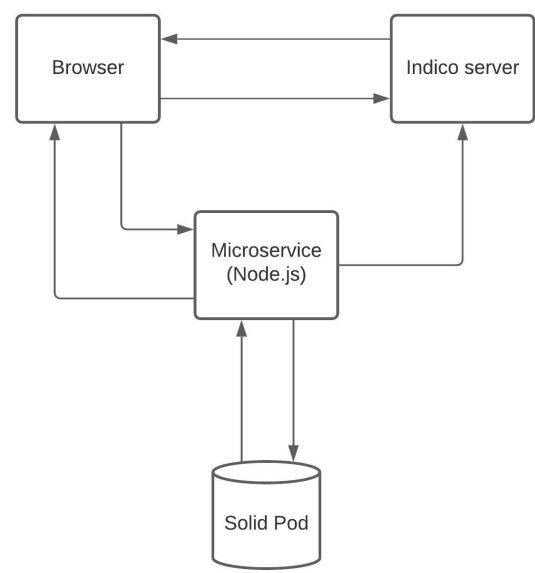 Browser
Indico server
Microservice
(Node.js)
Solid Pod